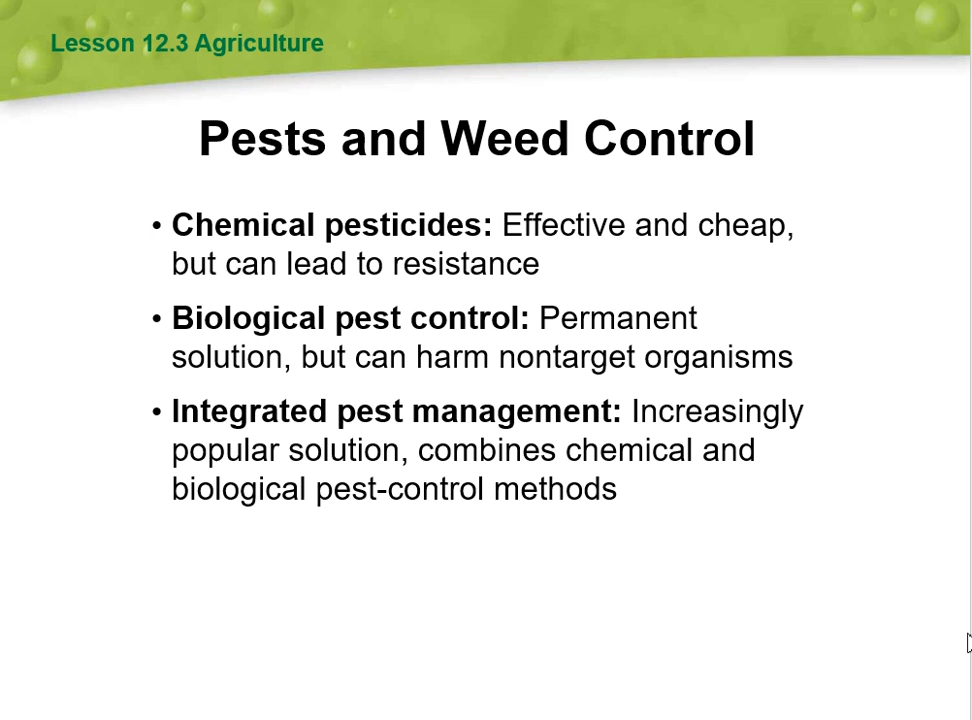 Lesson 12.3 Agriculture
Pests and Weed Control
• Chemical pesticides: Effective and cheap,
but can lead to resistance
• Biological pest control: Permanent
solution, but can harm nontarget organisms
• Integrated pest management: Increasingly
popular solution, combines chemical and
biological pest-control methods